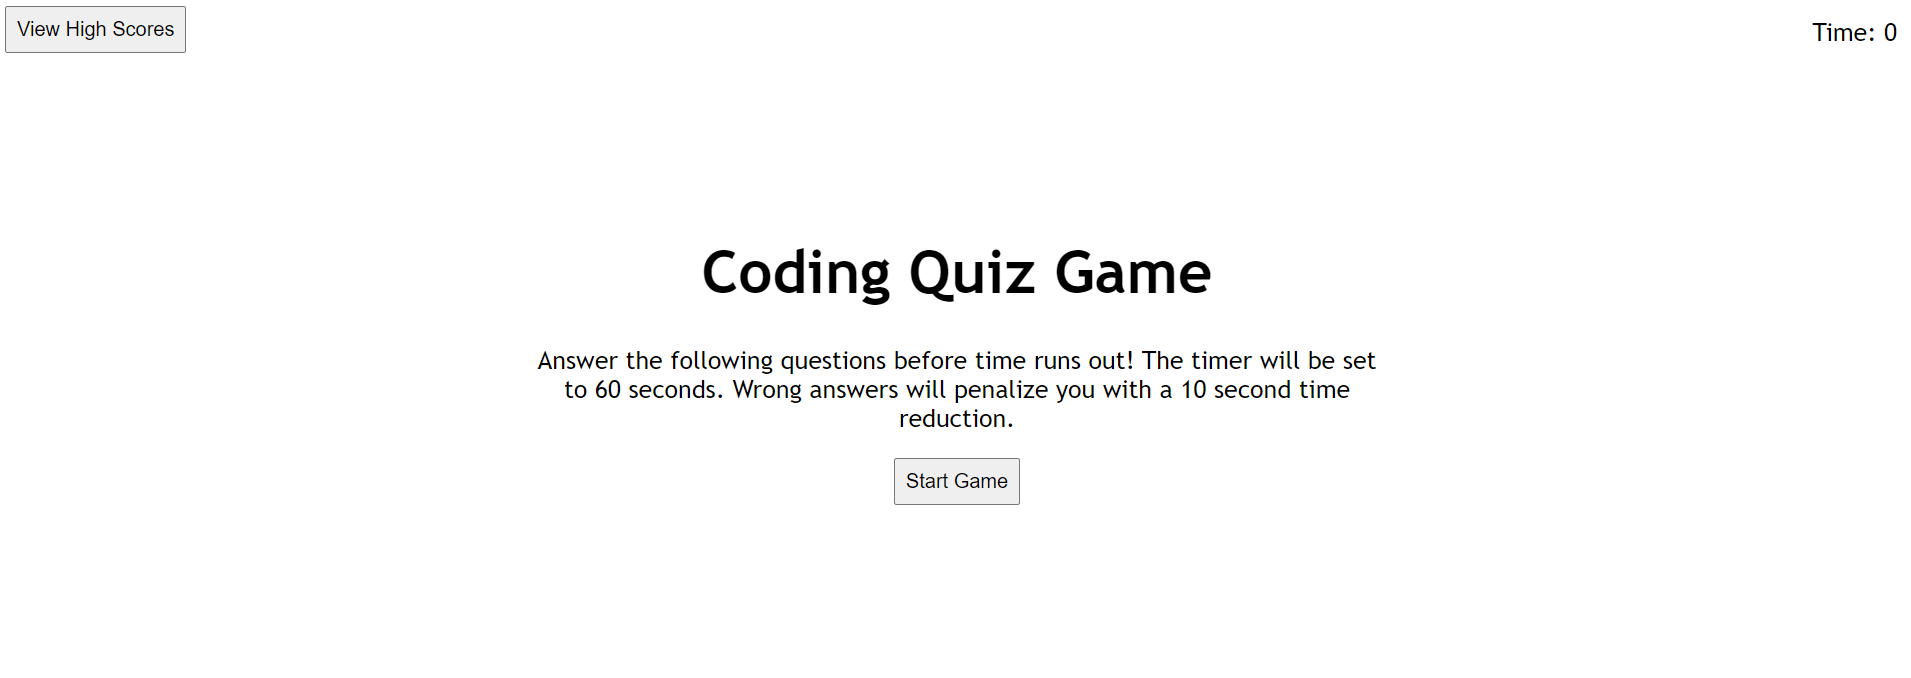 View High Scores
Time: 0
Coding Quiz Game
Answer the following questions before time runs out! The timer will be set
to 60 seconds. Wrong answers will penalize you with a 10 second time
reduction.
Start Game